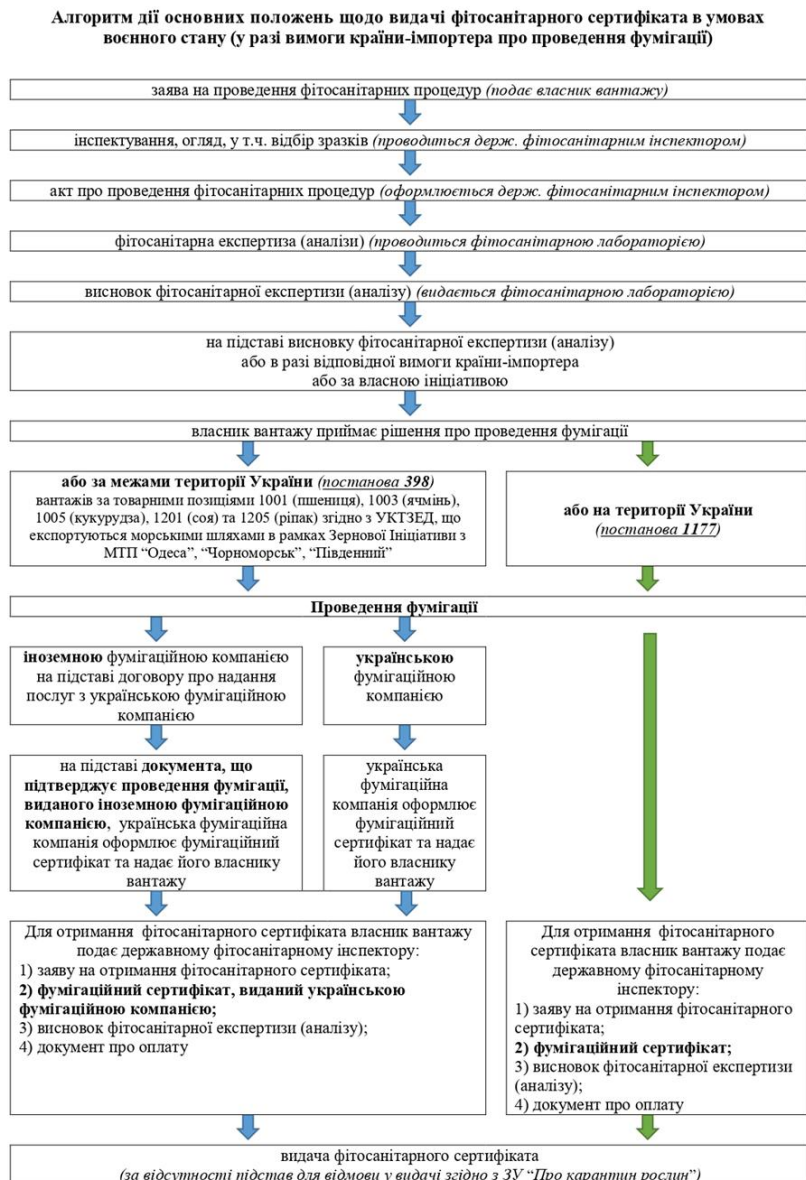 Алгоритм дії основних положень щодо видачі фітосанітарного сертифіката в умовах
воєнного стану (у разі вимоги країни-імпортера про проведення фумігації)
заява на проведення фітосанітарних процедур (подає власник вантажу)
інспектування, огляд, у т.ч. відбір зразків (проводиться держ. фітосанітарним інспектором)
акт про проведення фітосанітарних процедур (оформлюється держ. фітосанітарним інспектором)
фітосанітарна експертиза (аналізи) (проводиться фітосанітарною лабораторією)
висновок фітосанітарної експертизи (аналізу) (видається фітосанітарною лабораторією)
на підставі висновку фітосанітарної експертизи (аналізу)
або в разі відповідної вимоги країни-імпортера
або за власною ініціативою
власник вантажу приймає рішення про проведення фумігації
або за межами території України (постанова 398)
вантажів за товарними позиціями 1001 (пшениця), 1003 (ячмінь),
1005 (кукурудза), 1201 (соя) та 1205 (ріпак) згідно з УКТЗЕД, що
експортуються морськими шляхами в рамках Зернової Ініціативи з
МТП “Одеса”, “Чорноморськ”, “Південний”
або на території України
(постанова 1177)
Проведення фумігації
іноземною фумігаційною компанією
на підставі договору про надання
послуг з українською фумігаційною
компанією
українською
фумігаційною
компанією
на підставі документа, що
підтверджує проведення фумігації,
виданого іноземною фумігаційною
компанією, українська фумігаційна
компанія оформлює фумігаційний
сертифікат та надає його власнику
вантажу
українська
фумігаційна
компанія оформлює
фумігаційний
сертифікат та надає
його власнику
вантажу
Для отримання фітосанітарного сертифіката власник вантажу
подає державному фітосанітарному інспектору:
1) заяву на отримання фітосанітарного сертифіката;
2) фумігаційний сертифікат, виданий українською
фумігаційною компанією;
3) висновок фітосанітарної експертизи (аналізу);
4) документ про оплату
Для отримання фітосанітарного
сертифіката власник вантажу подає
державному фітосанітарному
інспектору:
1) заяву на отримання фітосанітарного
сертифіката;
2) фумігаційний сертифікат;
3) висновок фітосанітарної експертизи
(аналізу);
4) документ про оплату
видача фітосанітарного сертифіката
(за відсутності підстав для відмови у видачі згідно з ЗУ “Про карантин рослин”)